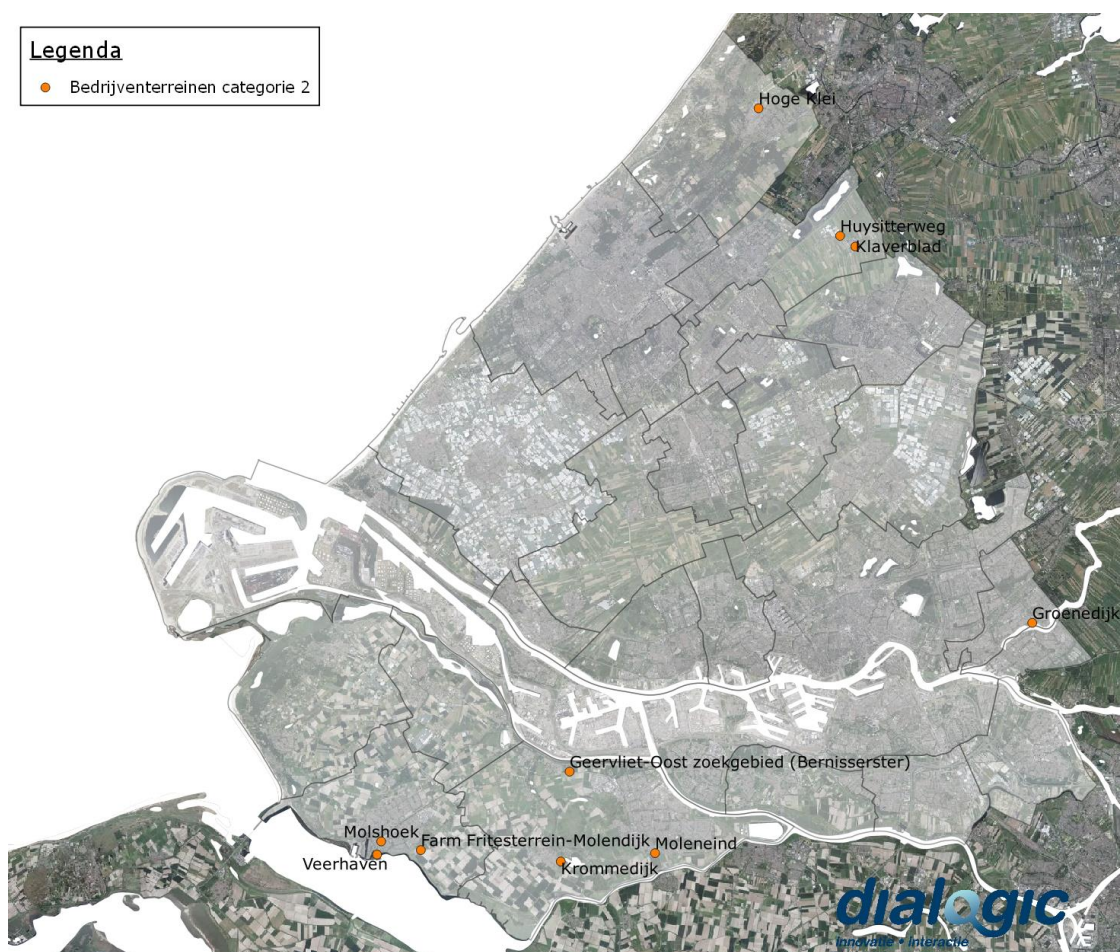 Legenda
Bedrijventerreinen categorie 2
Hoge Klei
Huysitterweg
Klaverblad
Groenedijk
Geervliet-Oost zoekgebied (Bernisserster)
Molshoek
Farm Fritesterrein-Molendijk
Moleneind
Veerhaven
Krommedijk
dialogic
innovatie • interactie